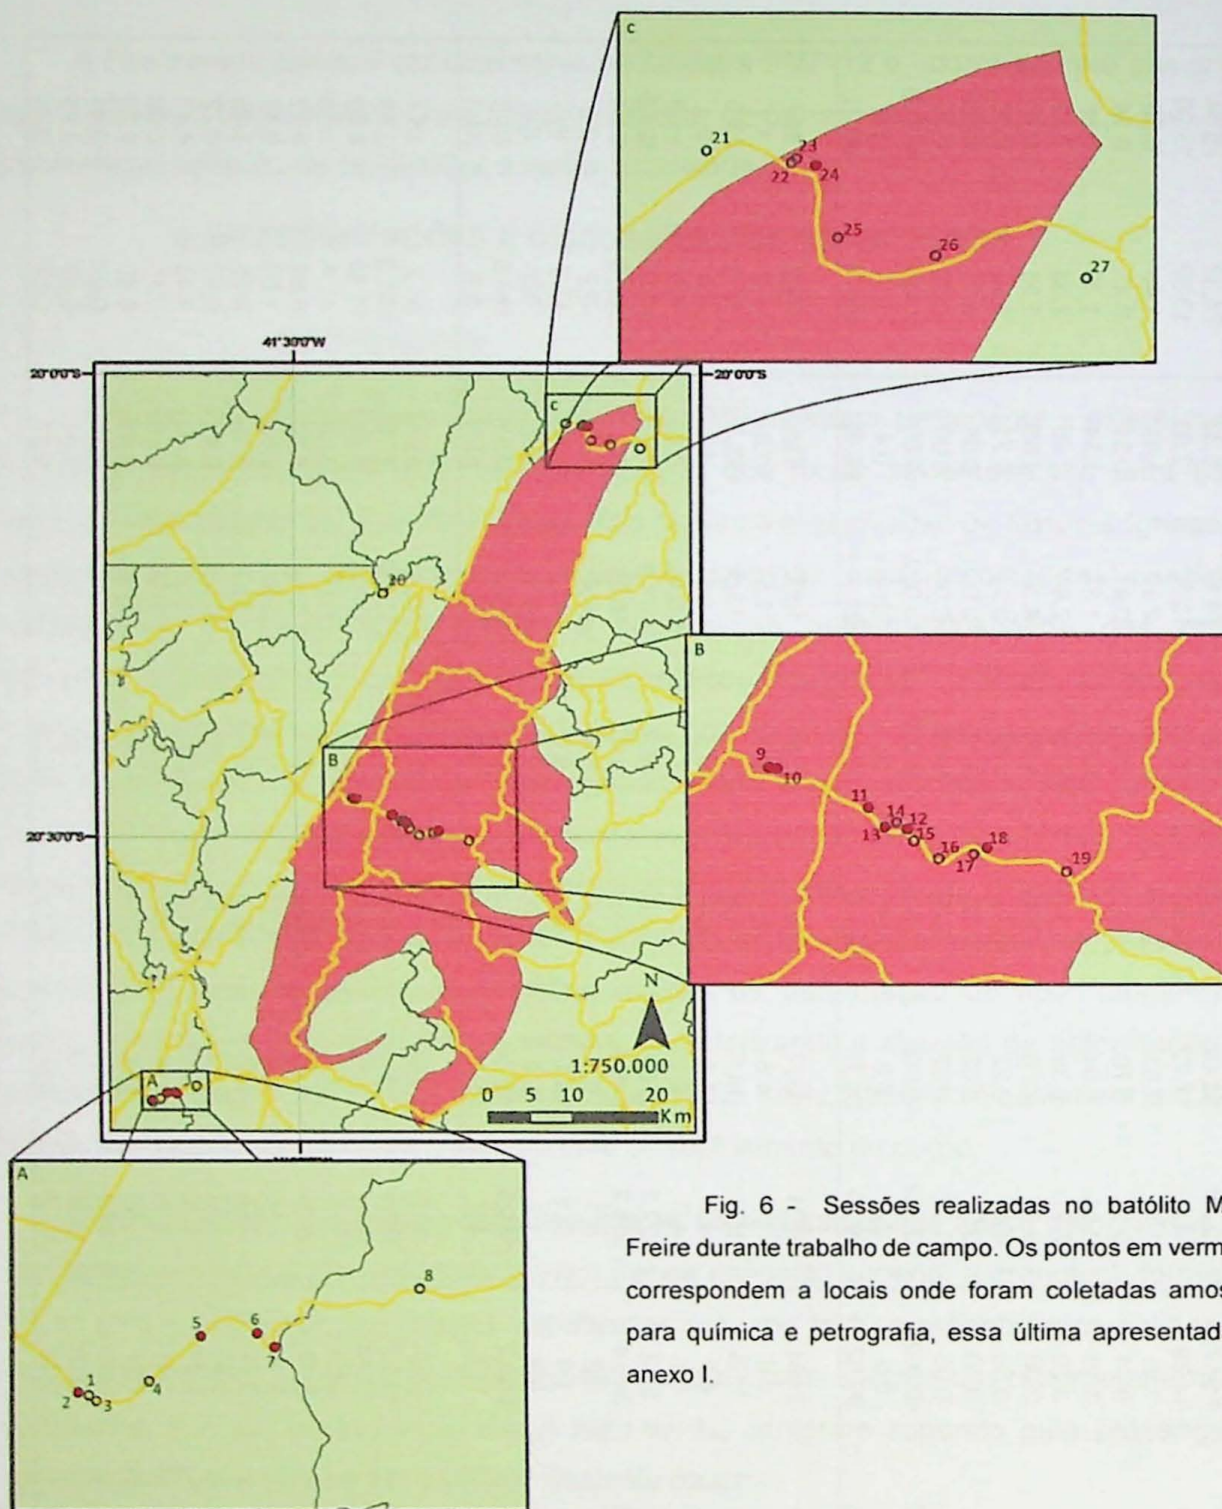 C
21
23
22
24
25
26
27
41°30'0"W
20°0'0"S
20°0'0"S
C
20
B
9
10
11
14
12
13
15
16
18
17
19
B
20°30'0"S
N
1:750.000
0 5 10 20
Km
A
A
8
5
6
7
4
1
2
3
Fig. 6 - Sessões realizadas no batólito M
Freire durante trabalho de campo. Os pontos em verm
correspondem a locais onde foram coletadas amos
para química e petrografia, essa última apresentad
anexo I.